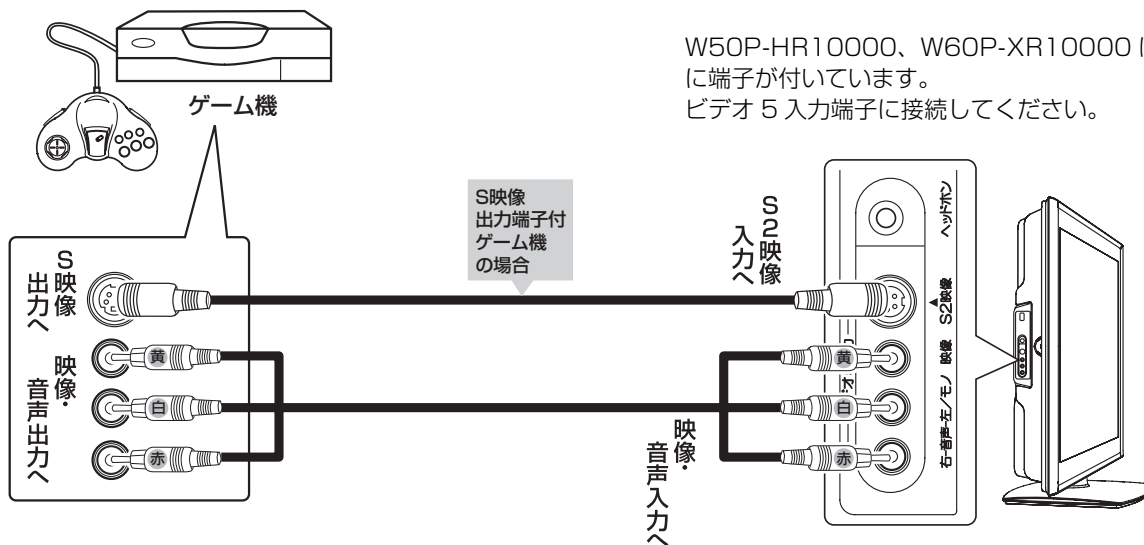 W50P-HR10000、W60P-XR10000
に端子が付いています。
ビデオ 5 入力端子に接続してください。
ゲーム機
S映像
出力端子付
ゲーム機
の場合
S映像
出力へ
映像・
音声出力へ
黄
白
赤
S2映像
入力へ
映像・
音声入力へ
黄
白
赤
ヘッドホン
S2映像
映像
右-音声-左/モノ